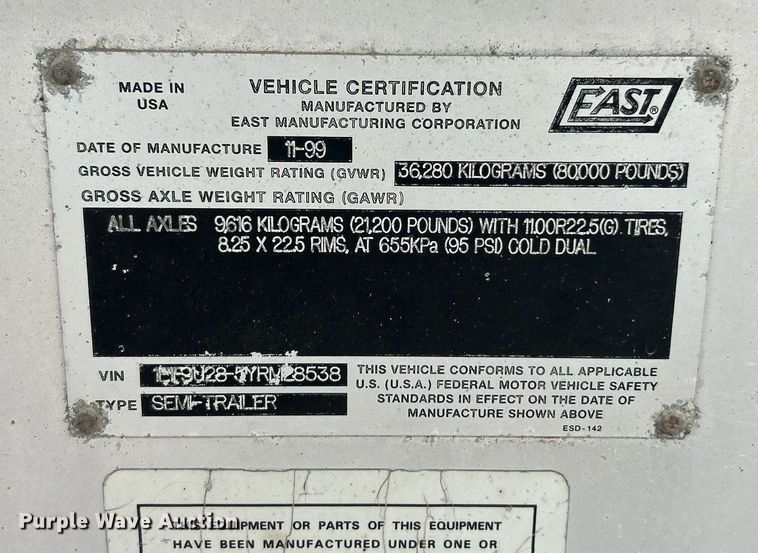 MADE IN
USA
VEHICLE CERTIFICATION
MANUFACTURED BY
EAST MANUFACTURING CORPORATION
EAST®
DATE OF MANUFACTURE 11-99
GROSS VEHICLE WEIGHT RATING (GVWR) 36,280 KILOGRAMS (80,000 POUNDS)
GROSS AXLE WEIGHT RATING (GAWR)
ALL AXLES 9,616 KILOGRAMS (21,200 POUNDS) WITH 11.00R22.5(G) TIRES,
8.25 X 22.5 RIMS, AT 655KPa (95 PSI) COLD DUAL
VIN
TYPE SEMI-TRAILER
THIS VEHICLE CONFORMS TO ALL APPLICABLE
U.S. (U.S.A.) FEDERAL MOTOR VEHICLE SAFETY
STANDARDS IN EFFECT ON THE DATE OF
MANUFACTURE SHOWN ABOVE
ESD-142
THIS EQUIPMENT OR PARTS OF THIS EQUIPMENT
HAVE BEEN MANUFACTURED UNDER ONE OR
Purple Wave Auction